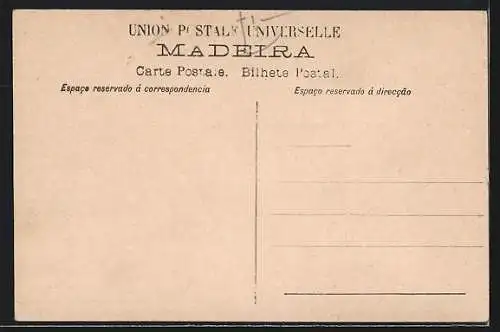 UNION POSTALE UNIVERSELLE
MADEIRA
Carte Postale. Bilhete Postal.
Espaço reservado á correspondencia
Espaço reservado á direcção